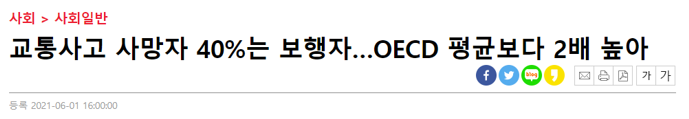 사회 > 사회일반
교통사고 사망자 40%는 보행자…OECD 평균보다 2배 높아
blog 가 가
등록 2021-06-01 16:00:00